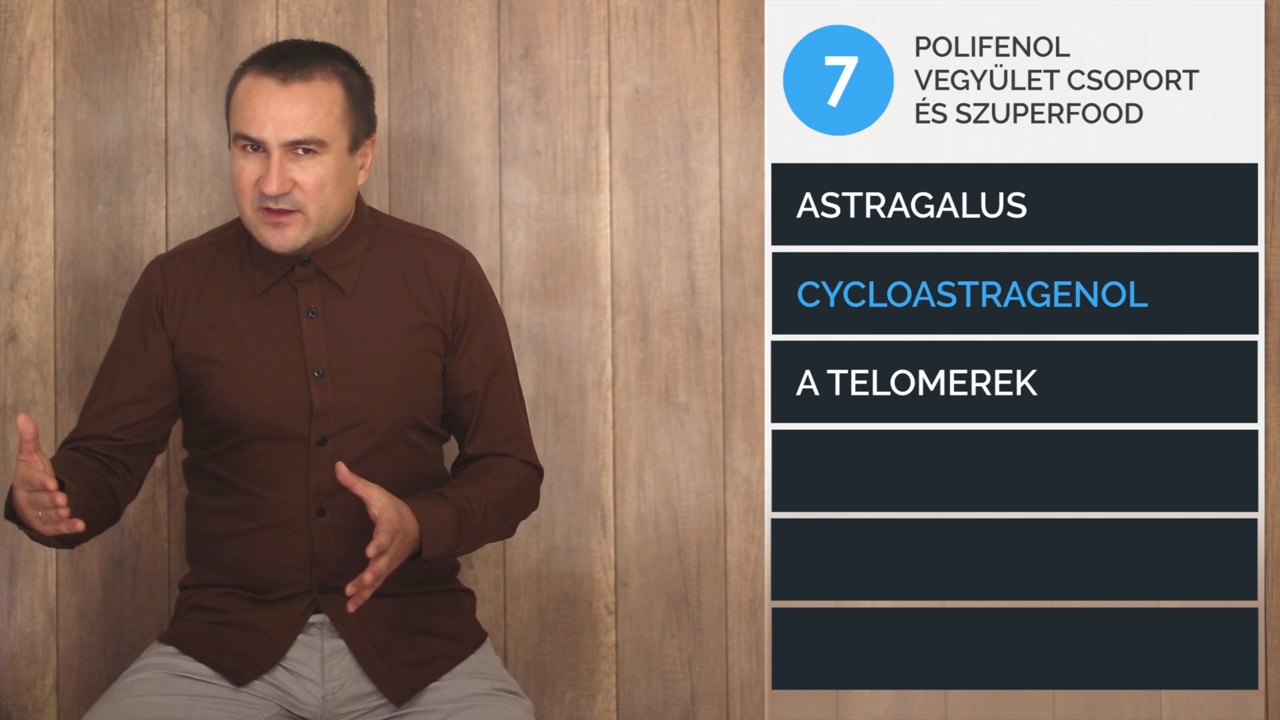 7
POLIFENOL
VEGYÜLET CSOPORT
ÉS SZUPERFOOD
ASTRAGALUS
CYCLOASTRAGENOL
A TELOMEREK